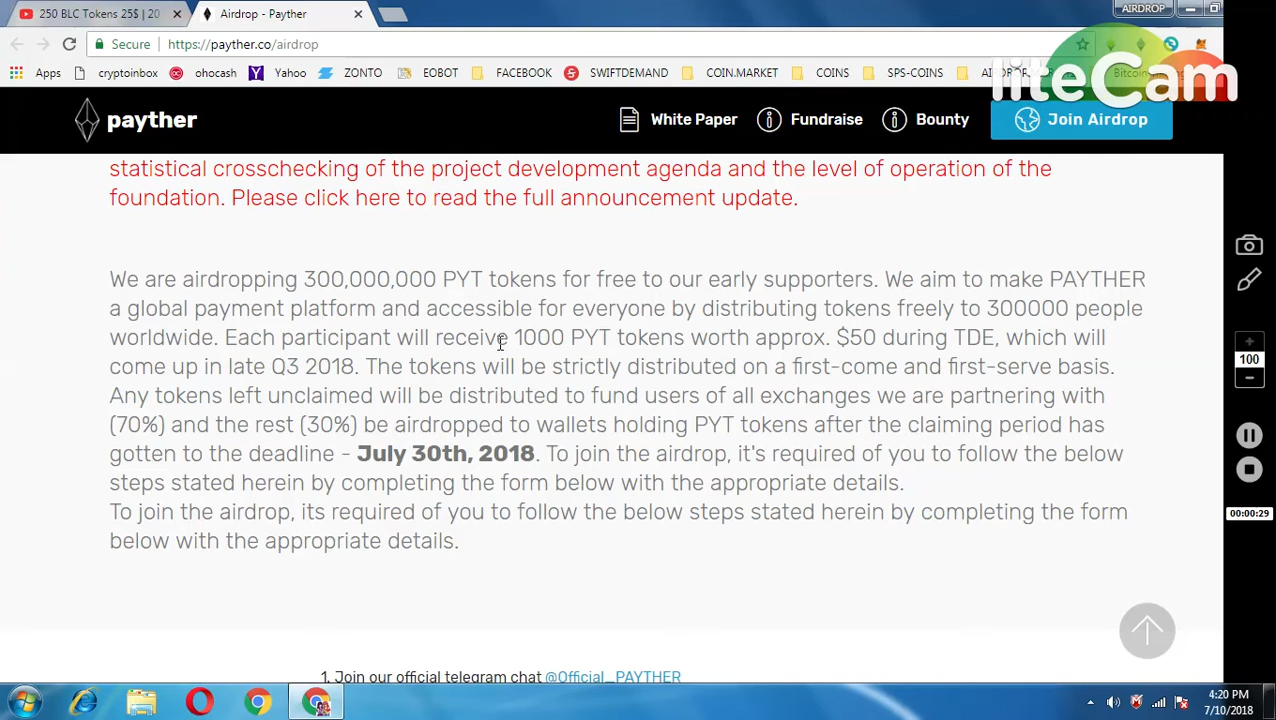 250 BLC Tokens 25$ | 20
Airdrop - Payther
AIRDROP
Secure
https://payther.co/airdrop
Apps
cryptoinbox
ohocash
Yahoo
ZONTO
EOBOT
FACEBOOK
SWIFTDEMAND
COIN.MARKET
COINS
SPS-COINS
liteCam
payther
White Paper
Fundraise
Bounty
Join Airdrop
statistical crosschecking of the project development agenda and the level of operation of the
foundation. Please click here to read the full announcement update.
We are airdropping 300,000,000 PYT tokens for free to our early supporters. We aim to make PAYTHER
a global payment platform and accessible for everyone by distributing tokens freely to 300000 people
worldwide. Each participant will receive 1000 PYT tokens worth approx. $50 during TDE, which will
come up in late Q3 2018. The tokens will be strictly distributed on a first-come and first-serve basis.
Any tokens left unclaimed will be distributed to fund users of all exchanges we are partnering with
(70%) and the rest (30%) be airdropped to wallets holding PYT tokens after the claiming period has
gotten to the deadline - July 30th, 2018. To join the airdrop, it's required of you to follow the below
steps stated herein by completing the form below with the appropriate details.
To join the airdrop, its required of you to follow the below steps stated herein by completing the form
below with the appropriate details.
1. Join our official telegram chat @Official_PAYTHER
100
00:00:29
4:20 PM
7/10/2018